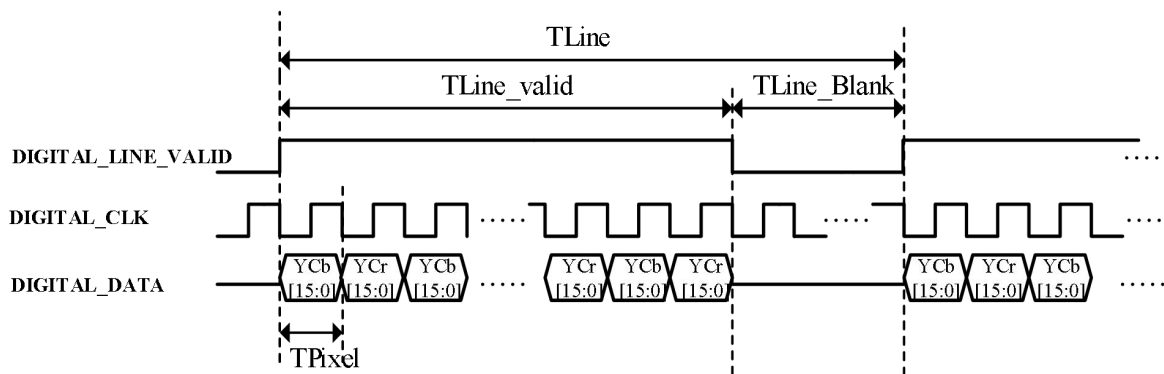 TLine
TLine_valid TLine_Blank
DIGITAL_LINE_VALID .....
DIGITAL_CLK ..... ..... .....
DIGITAL_DATA YCb [15:0] YCr [15:0] YCb [15:0] ..... YCr [15:0] YCb [15:0] YCr [15:0] YCb [15:0] YCr [15:0] YCb [15:0] .....
TPixel